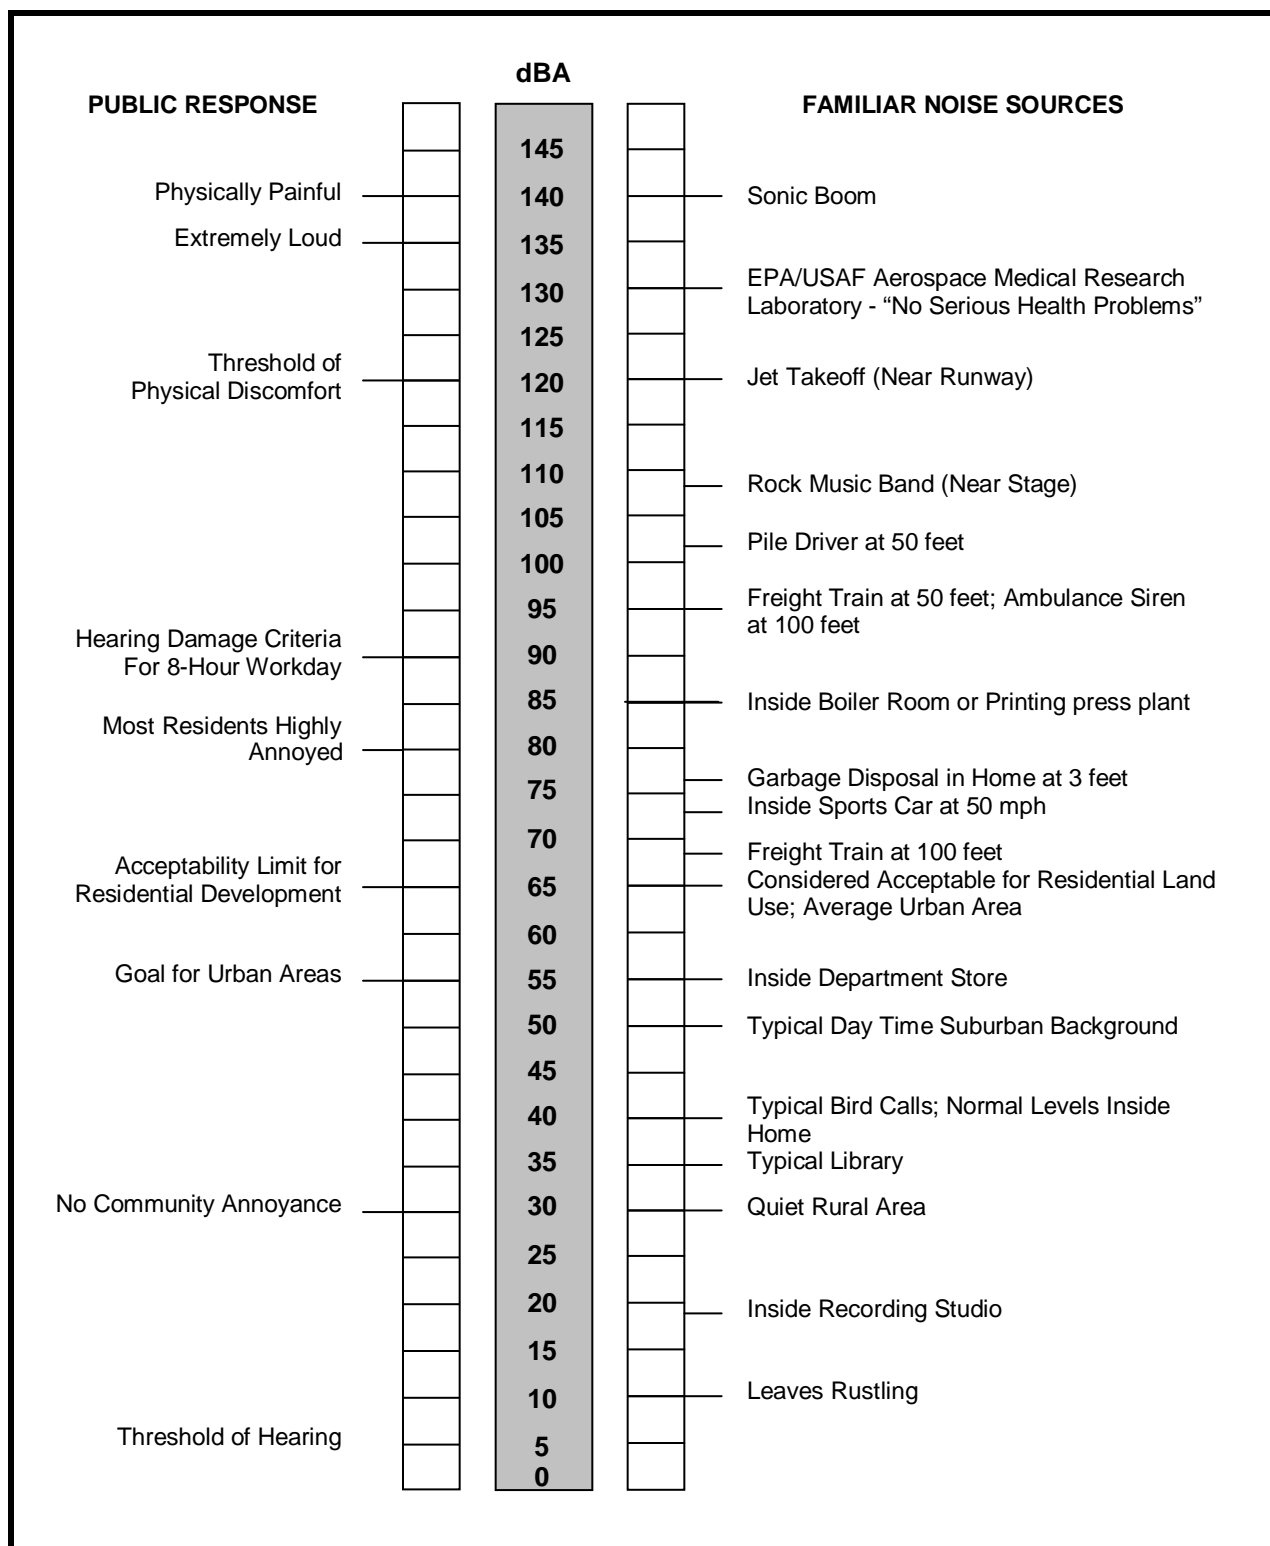 dBA
PUBLIC RESPONSE
FAMILIAR NOISE SOURCES
145
Physically Painful
140
Sonic Boom
Extremely Loud
135
EPA/USAF Aerospace Medical Research
Laboratory - “No Serious Health Problems”
130
125
Threshold of
Physical Discomfort
120
Jet Takeoff (Near Runway)
115
110
Rock Music Band (Near Stage)
105
Pile Driver at 50 feet
100
95
Freight Train at 50 feet; Ambulance Siren
at 100 feet
Hearing Damage Criteria
For 8-Hour Workday
90
85
Inside Boiler Room or Printing press plant
Most Residents Highly
Annoyed
80
Garbage Disposal in Home at 3 feet
75
Inside Sports Car at 50 mph
70
Freight Train at 100 feet
Acceptability Limit for
Residential Development
65
Considered Acceptable for Residential Land
Use; Average Urban Area
60
Goal for Urban Areas
55
Inside Department Store
50
Typical Day Time Suburban Background
45
40
Typical Bird Calls; Normal Levels Inside
Home
35
Typical Library
No Community Annoyance
30
Quiet Rural Area
25
20
Inside Recording Studio
15
10
Leaves Rustling
Threshold of Hearing
5
0